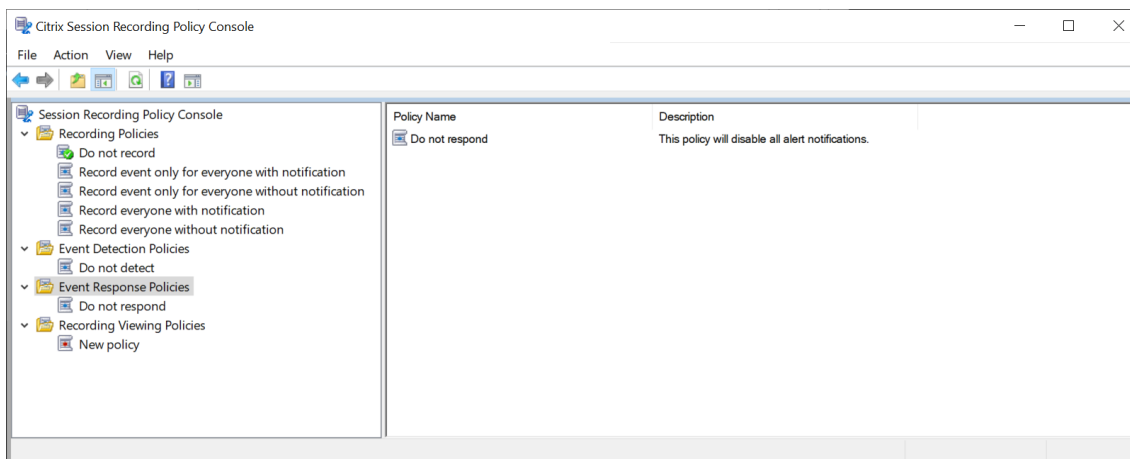 Citrix Session Recording Policy Console
File Action View Help
Session Recording Policy Console
Recording Policies
Do not record
Record event only for everyone with notification
Record event only for everyone without notification
Record everyone with notification
Record everyone without notification
Event Detection Policies
Do not detect
Event Response Policies
Do not respond
Recording Viewing Policies
New policy
Policy Name Description
Do not respond This policy will disable all alert notifications.